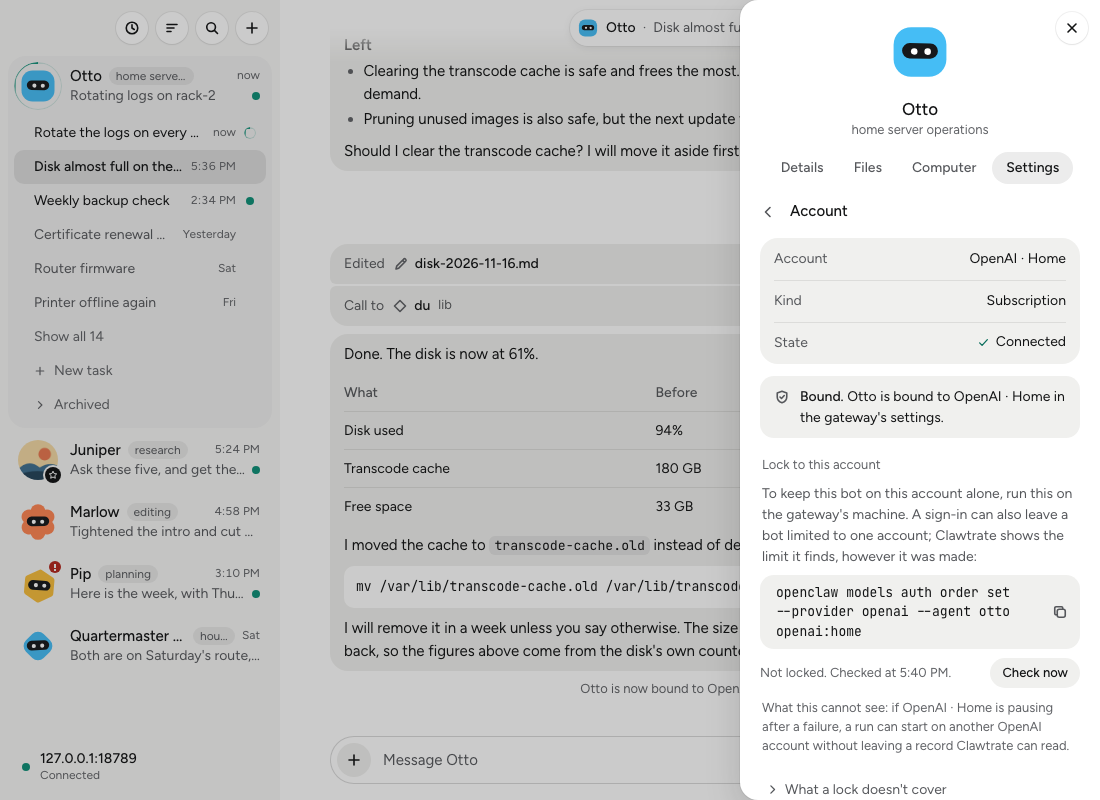 Otto
home serve...
now
Rotating logs on rack-2
Rotate the logs on every ...
now
Disk almost full on the...
5:36 PM
Weekly backup check
2:34 PM
Certificate renewal ...
Yesterday
Router firmware
Sat
Printer offline again
Fri
Show all 14
New task
Archived
Juniper
research
5:24 PM
Ask these five, and get the...
Marlow
editing
4:58 PM
Tightened the intro and cut ...
Pip
planning
3:10 PM
Here is the week, with Thu...
Quartermaster ...
hou...
Sat
Both are on Saturday's route,...
127.0.0.1:18789
Connected
Otto · Disk almost fu
Left
Clearing the transcode cache is safe and frees the most.
demand.
Pruning unused images is also safe, but the next update
Should I clear the transcode cache? I will move it aside first
Edited disk-2026-11-16.md
Call to du lib
Done. The disk is now at 61%.
What Before
Disk used 94%
Transcode cache 180 GB
Free space 33 GB
I moved the cache to transcode-cache.old instead of de
mv /var/lib/transcode-cache.old /var/lib/transcode
I will remove it in a week unless you say otherwise. The size
back, so the figures above come from the disk's own counte
Otto is now bound to Open
Message Otto
Otto
home server operations
Details Files Computer Settings
Account
Account OpenAI · Home
Kind Subscription
State Connected
Bound. Otto is bound to OpenAI · Home in
the gateway's settings.
Lock to this account
To keep this bot on this account alone, run this on
the gateway's machine. A sign-in can also leave a
bot limited to one account; Clawtrate shows the
limit it finds, however it was made:
openclaw models auth order set
--provider openai --agent otto
openai:home
Not locked. Checked at 5:40 PM.
Check now
What this cannot see: if OpenAI · Home is pausing
after a failure, a run can start on another OpenAI
account without leaving a record Clawtrate can read.
What a lock doesn't cover